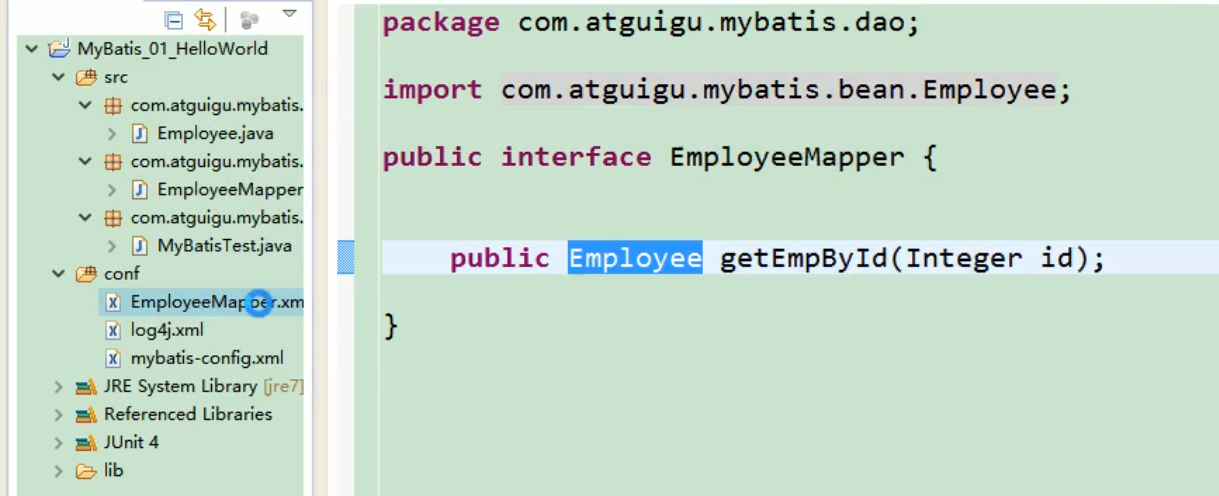 MyBatis_01_HelloWorld
src
com.atguigu.mybatis.
Employee.java
com.atguigu.mybatis.
EmployeeMapper
com.atguigu.mybatis.
MyBatisTest.java
conf
EmployeeMapper.xm
log4j.xml
mybatis-config.xml
JRE System Library [jre7]
Referenced Libraries
JUnit 4
lib
package com.atguigu.mybatis.dao;
import com.atguigu.mybatis.bean.Employee;
public interface EmployeeMapper {
public Employee getEmpById(Integer id);
}